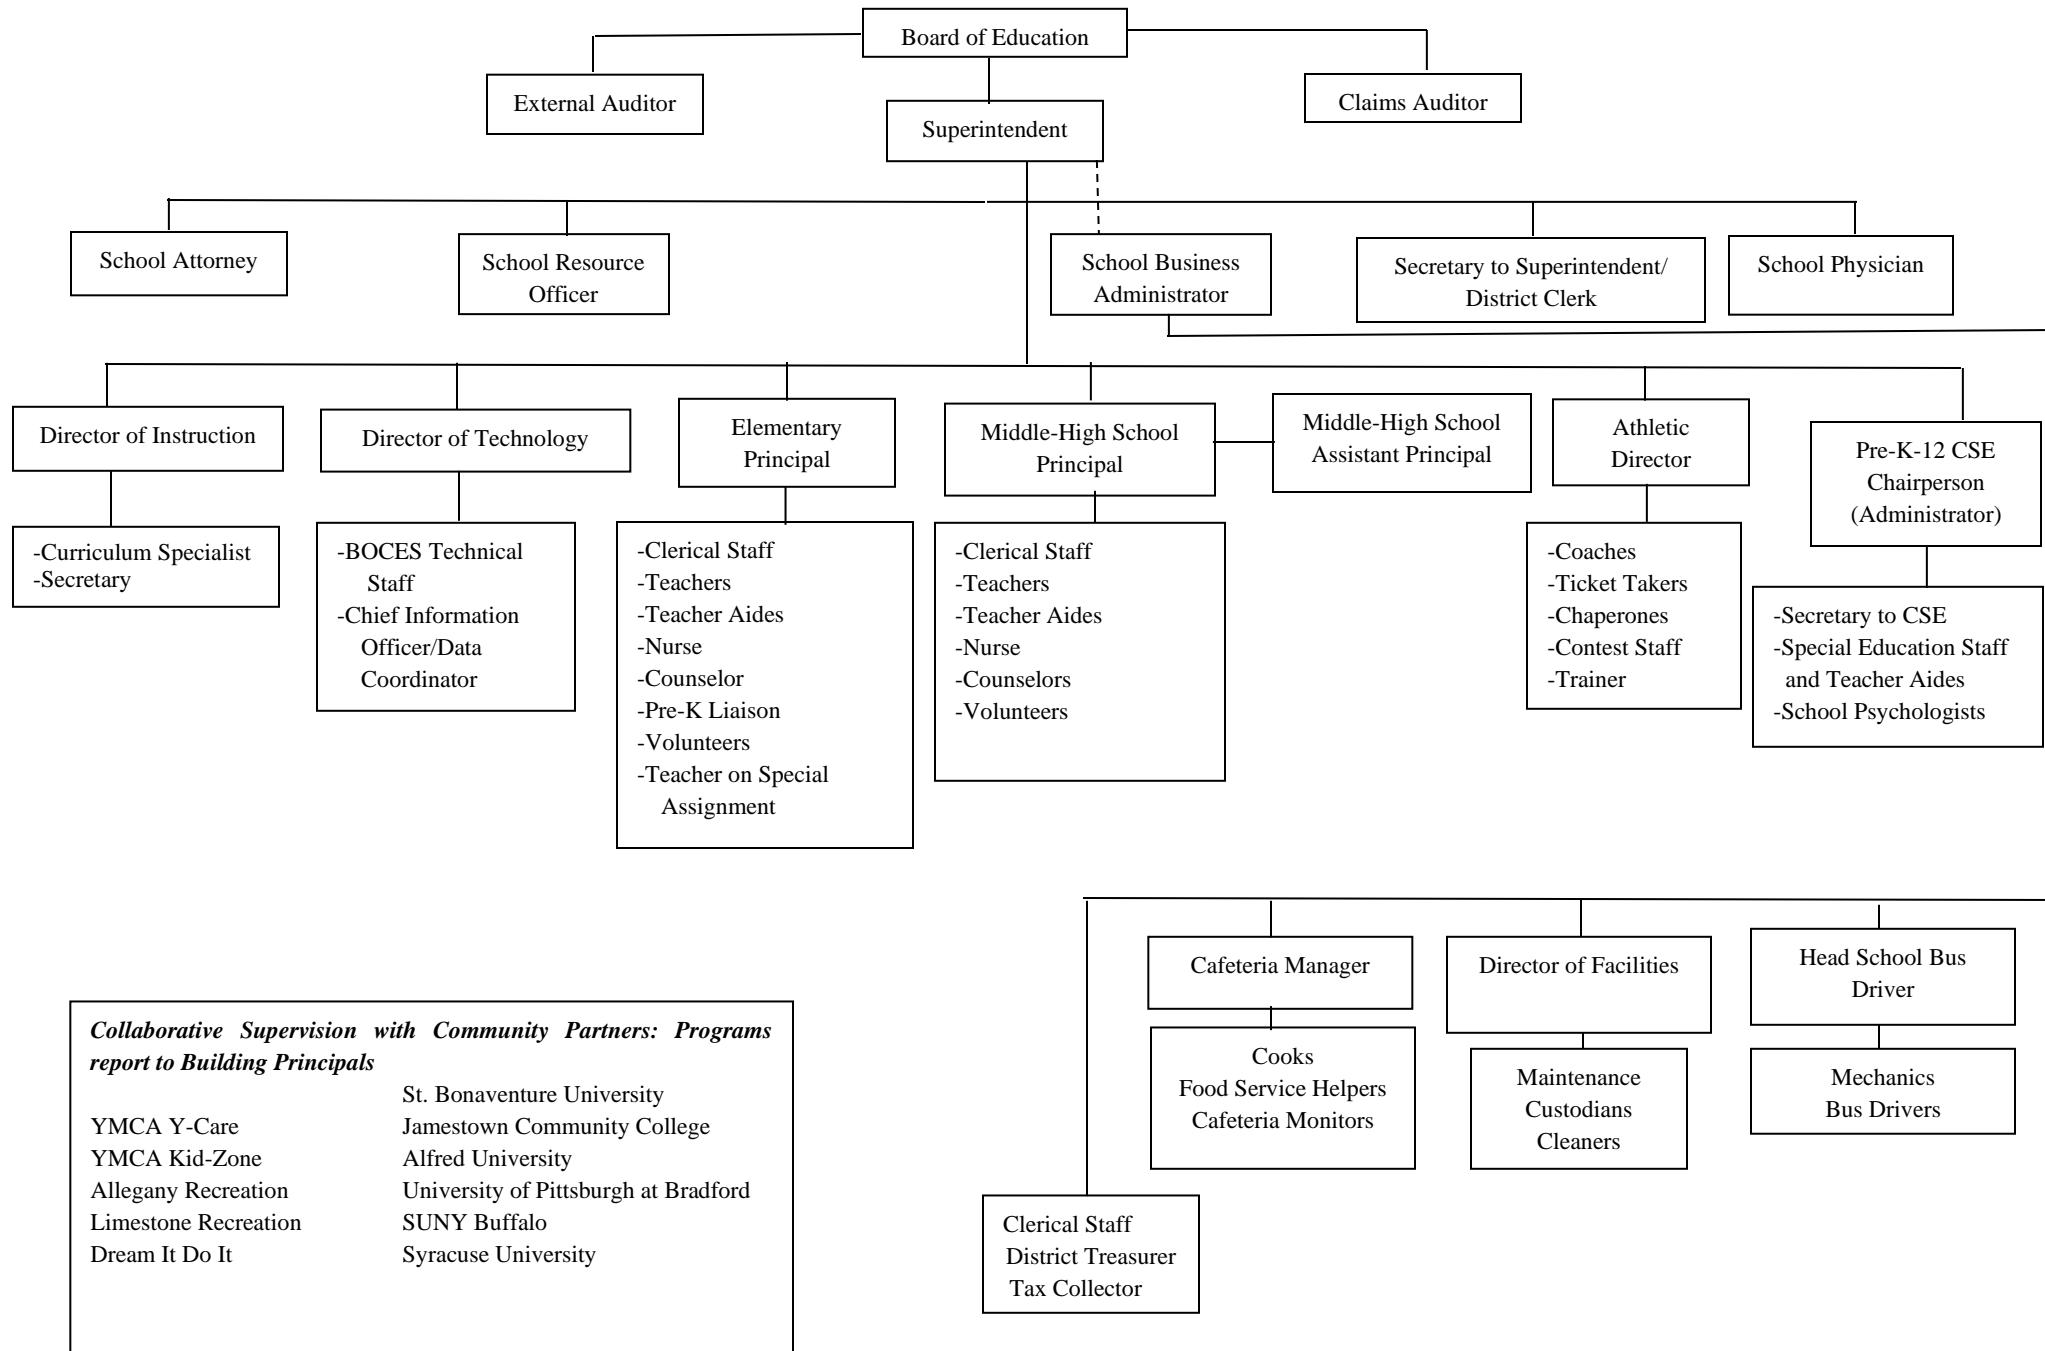 Board of Education
External Auditor
Claims Auditor
Superintendent
School Attorney
School Resource
Officer
School Business
Administrator
Secretary to Superintendent/
District Clerk
School Physician
Director of Instruction
Director of Technology
Elementary
Principal
Middle-High School
Principal
Middle-High School
Assistant Principal
Athletic
Director
Pre-K-12 CSE
Chairperson
(Administrator)
-Curriculum Specialist
-Secretary
-BOCES Technical
Staff
-Chief Information
Officer/Data
Coordinator
-Clerical Staff
-Teachers
-Teacher Aides
-Nurse
-Counselor
-Pre-K Liaison
-Volunteers
-Teacher on Special
Assignment
-Clerical Staff
-Teachers
-Teacher Aides
-Nurse
-Counselors
-Volunteers
-Coaches
-Ticket Takers
-Chaperones
-Contest Staff
-Trainer
-Secretary to CSE
-Special Education Staff
and Teacher Aides
-School Psychologists
Cafeteria Manager
Director of Facilities
Head School Bus
Driver
Cooks
Food Service Helpers
Cafeteria Monitors
Maintenance
Custodians
Cleaners
Mechanics
Bus Drivers
Clerical Staff
District Treasurer
Tax Collector
Collaborative Supervision with Community Partners: Programs
report to Building Principals
St. Bonaventure University
YMCA Y-Care Jamestown Community College
YMCA Kid-Zone Alfred University
Allegany Recreation University of Pittsburgh at Bradford
Limestone Recreation SUNY Buffalo
Dream It Do It Syracuse University